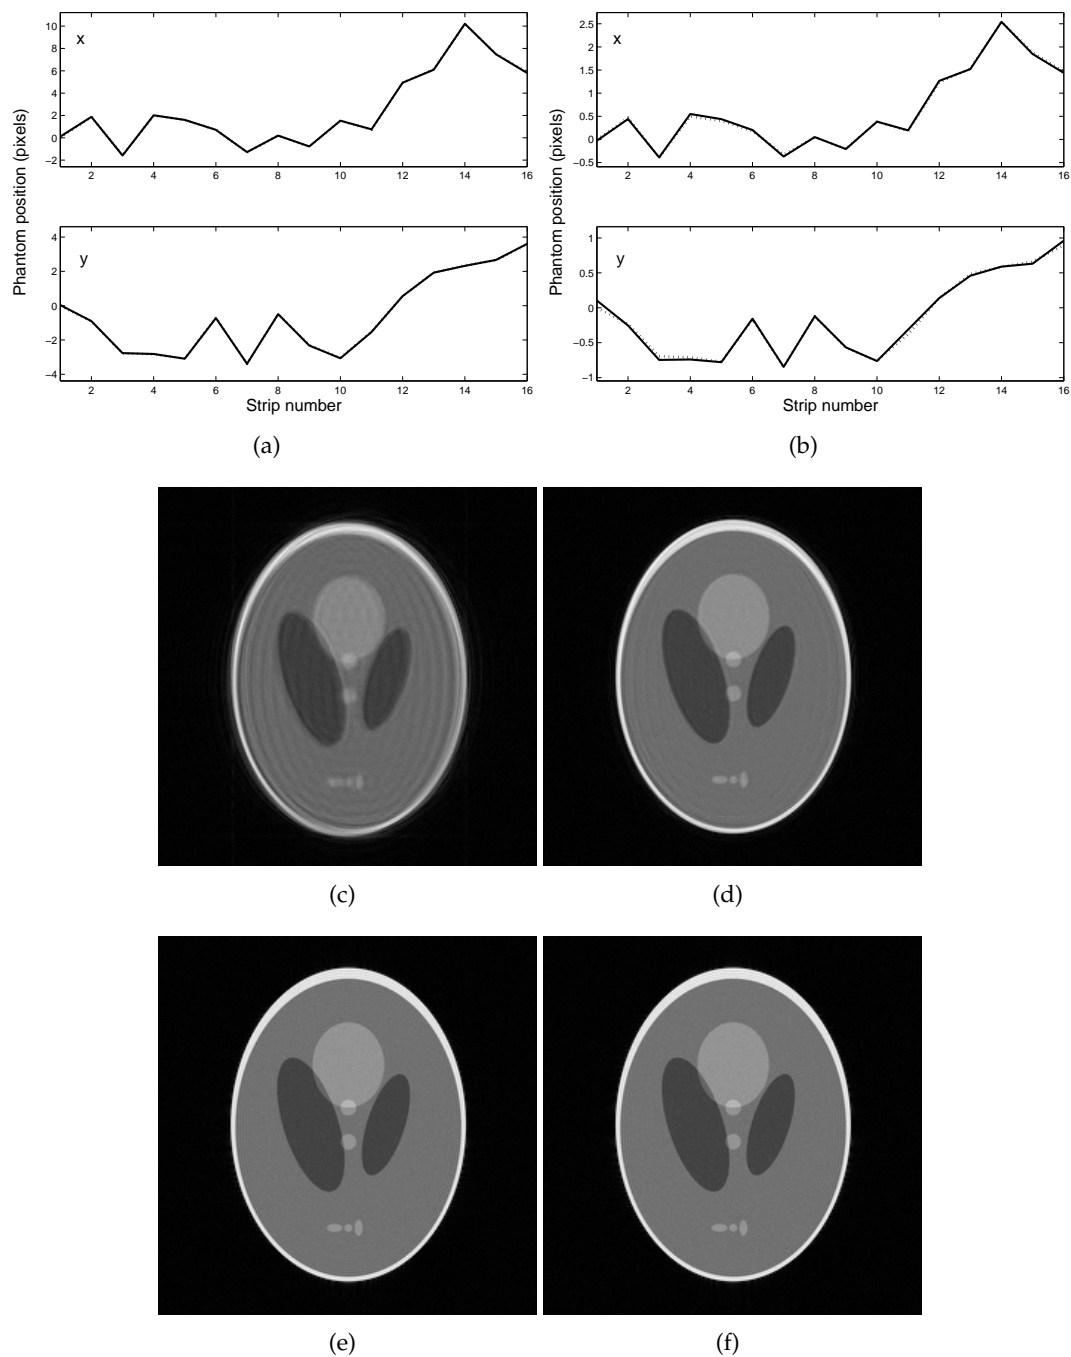 x
10
8
6
4
2
0
−2
2 4 6 8 10 12 14 16
y
4
2
0
−2
−4
2 4 6 8 10 12 14 16
Phantom position (pixels)
Strip number
(a)
x
2.5
2
1.5
1
0.5
0
−0.5
2 4 6 8 10 12 14 16
y
1
0.5
0
−0.5
−1
2 4 6 8 10 12 14 16
Phantom position (pixels)
Strip number
(b)
(c) (d)
(e) (f)